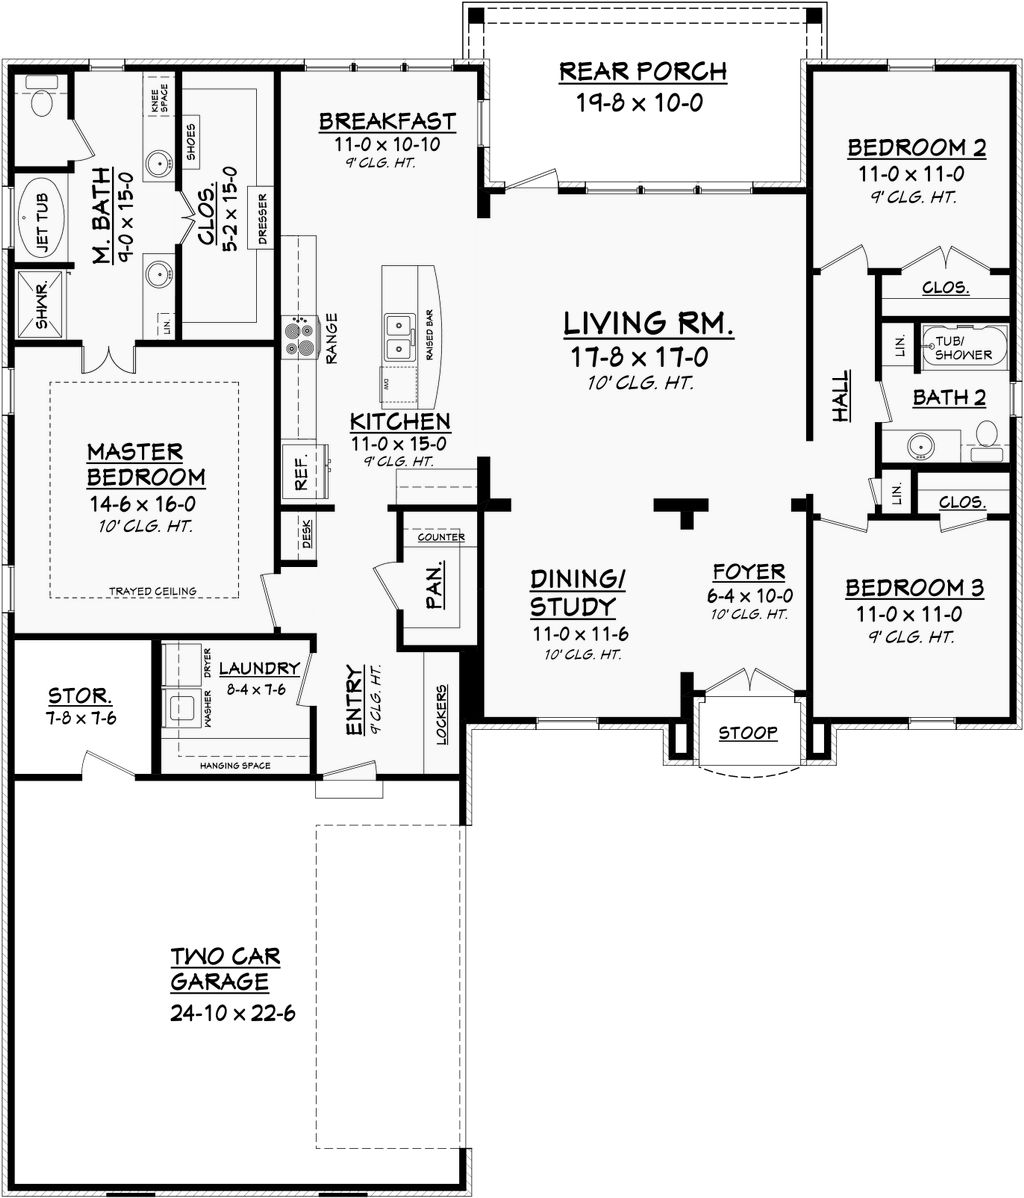 REAR PORCH
19-8 x 10-0
BREAKFAST
11-0 x 10-10
9' CLG. HT.
BEDROOM 2
11-0 x 11-0
9' CLG. HT.
KNEE
SPACE
SHOES
M. BATH
9-0 x 15-0
CLOS.
5-2 x 15-0
DRESSER
JET TUB
SHWR.
LIN.
RANGE
RAISED BAR
DW
LIVING RM.
17-8 x 17-0
10' CLG. HT.
CLOS.
LIN.
TUB/
SHOWER
HALL
BATH 2
KITCHEN
11-0 x 15-0
9' CLG. HT.
REF.
MASTER
BEDROOM
14-6 x 16-0
10' CLG. HT.
TRAYED CEILING
LIN.
CLOS.
DESK
COUNTER
PAN.
DINING/
STUDY
11-0 x 11-6
10' CLG. HT.
FOYER
6-4 x 10-0
10' CLG. HT.
BEDROOM 3
11-0 x 11-0
9' CLG. HT.
STOR.
7-8 x 7-6
DRYER
WASHER
LAUNDRY
8-4 x 7-6
HANGING SPACE
ENTRY
9' CLG. HT.
LOCKERS
STOOP
TWO CAR
GARAGE
24-10 x 22-6